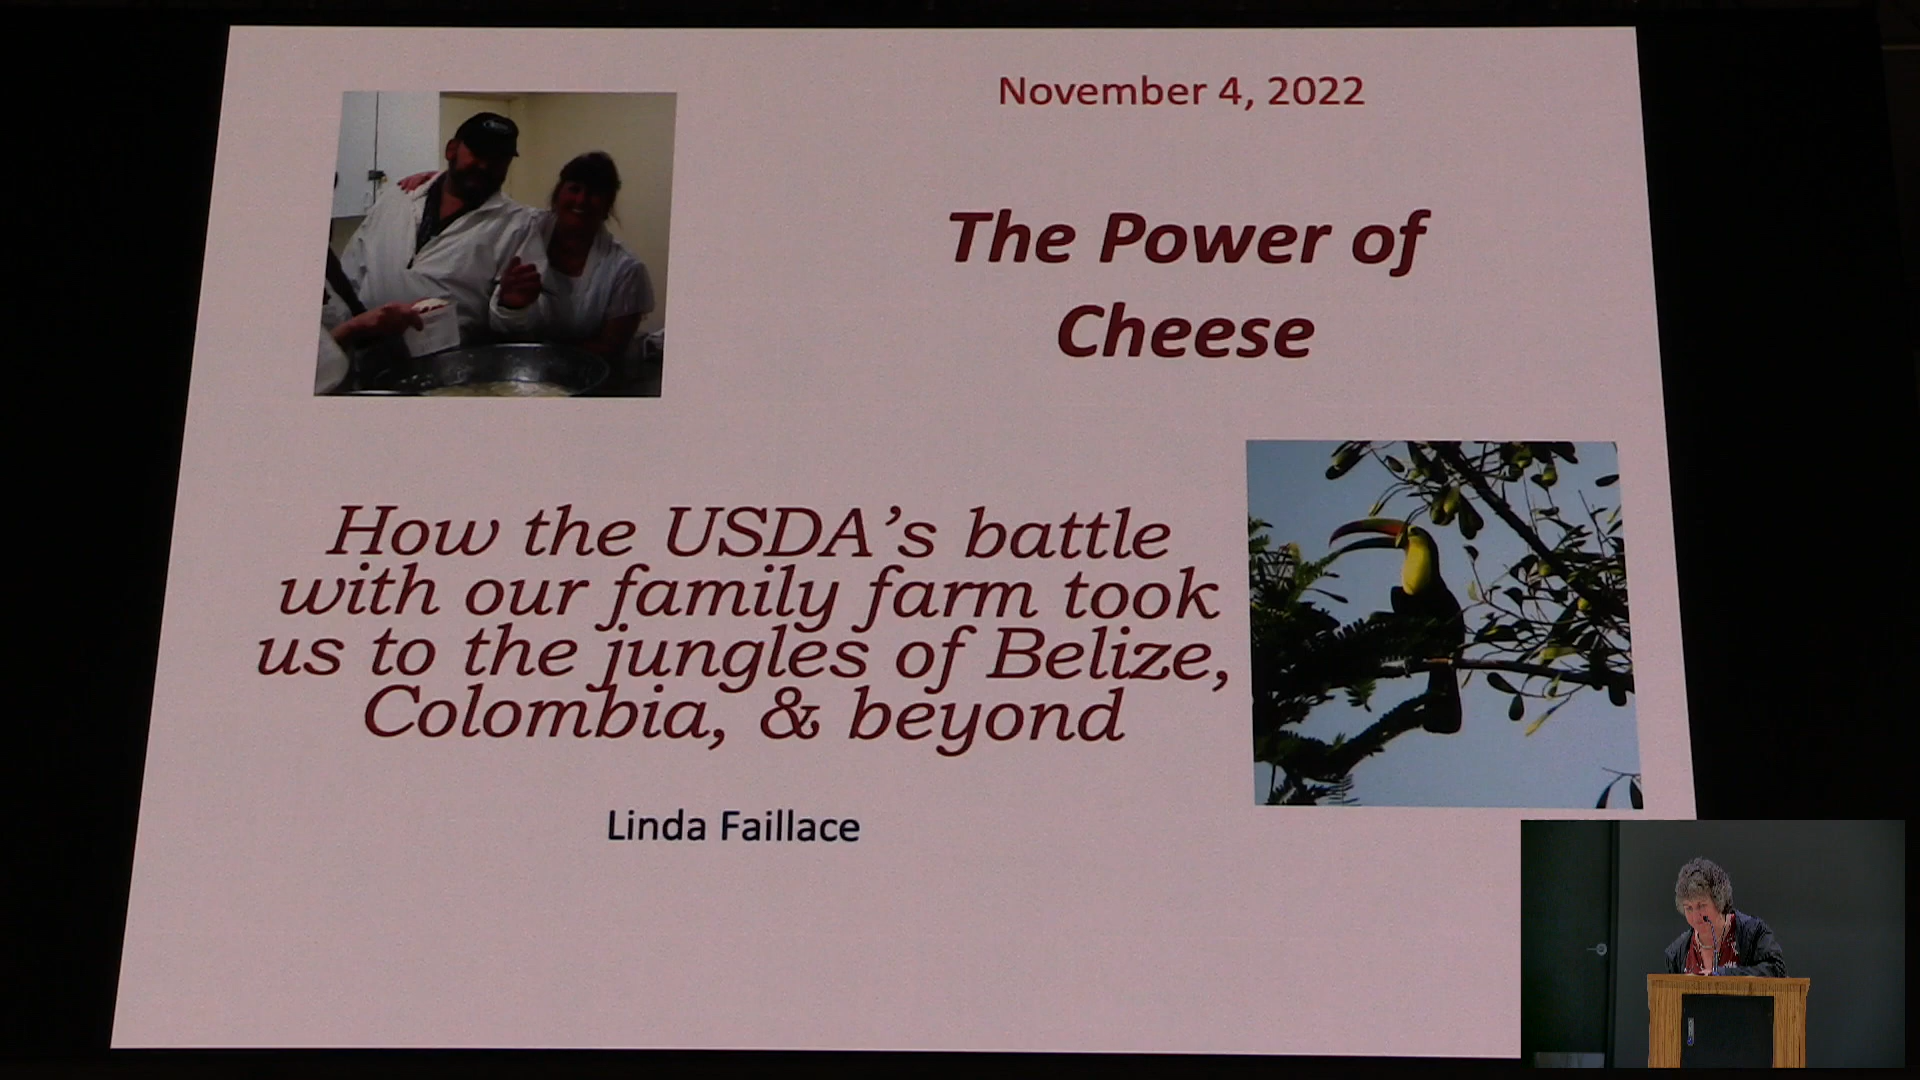 November 4, 2022
The Power of
Cheese
How the USDA's battle
with our family farm took
us to the jungles of Belize,
Colombia, & beyond
Linda Faillace